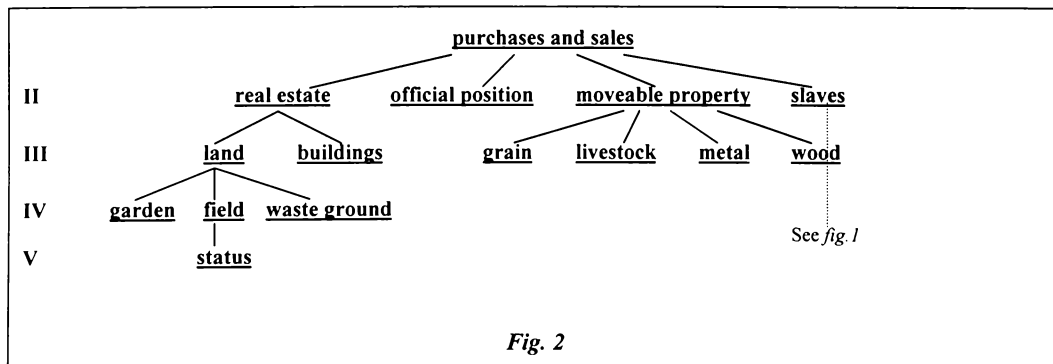 purchases and sales
II real estate official position moveable property slaves
III land buildings grain livestock metal wood
IV garden field waste ground
See fig.1
V status
Fig. 2